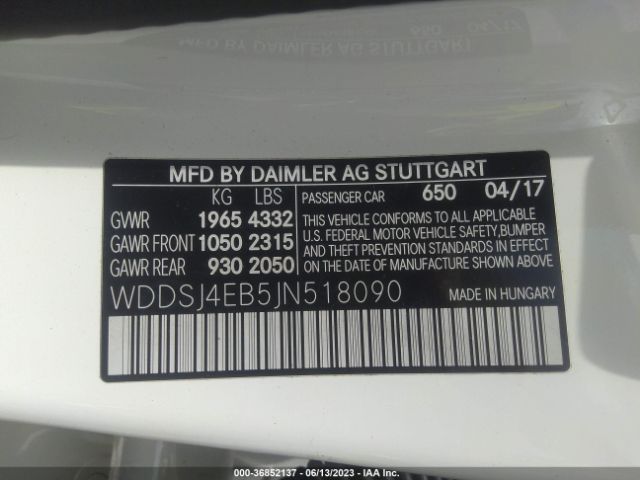 MFD BY DAIMLER AG STUTTGART
KG LBS PASSENGER CAR 650 04/17
GVWR 1965 4332
GAWR FRONT 1050 2315
GAWR REAR 930 2050
THIS VEHICLE CONFORMS TO ALL APPLICABLE
U.S. FEDERAL MOTOR VEHICLE SAFETY,BUMPER
AND THEFT PREVENTION STANDARDS IN EFFECT
ON THE DATE OF MANUFACTURE SHOWN ABOVE.
WDDSJ4EB5JN518090 MADE IN HUNGARY
000-36852137 - 06/13/2023 - IAA Inc.